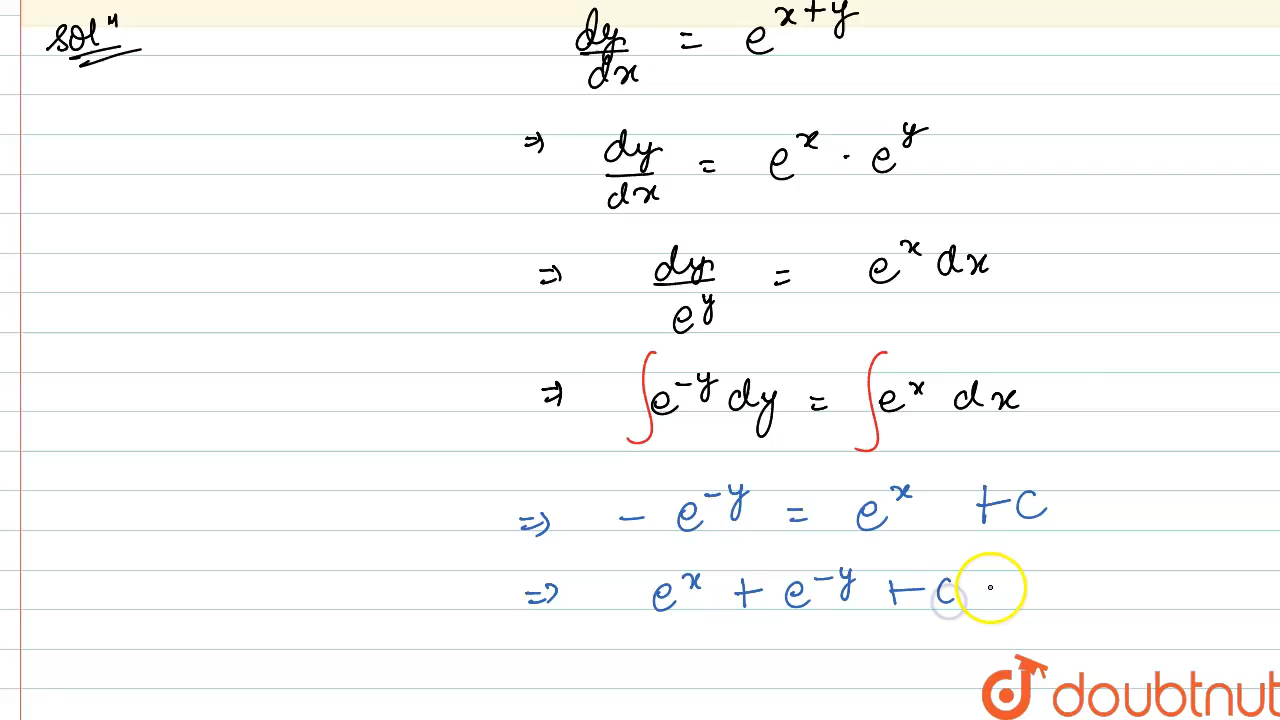 solⁿ
dy/dx = e^{x+y}
⇒ dy/dx = e^x · e^y
⇒ dy/e^y = e^x dx
⇒ ∫e^{-y} dy = ∫e^x dx
⇒ - e^{-y} = e^x + c
⇒ e^x + e^{-y} + c
doubtnut